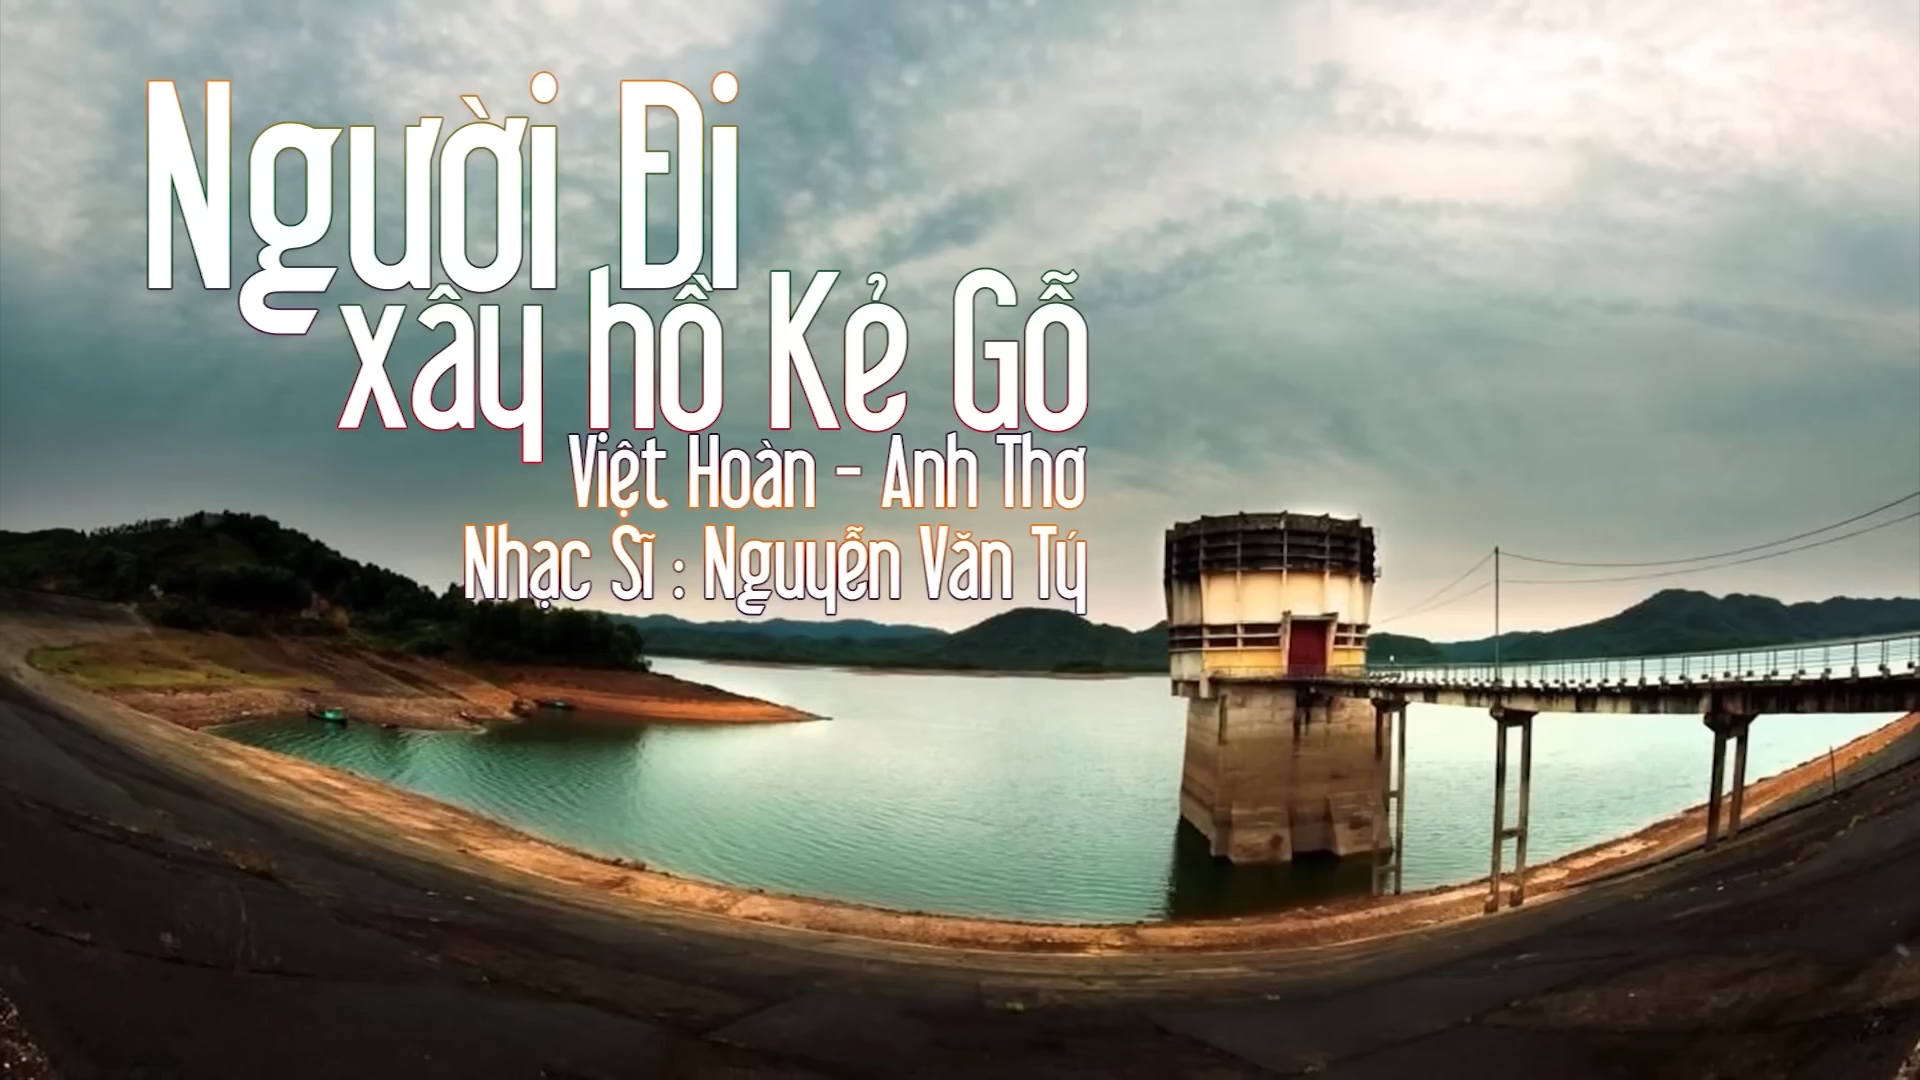 Người Đi
xây hồ Kẻ Gỗ
Việt Hoàn - Anh Thơ
Nhạc Sĩ : Nguyễn Văn Tý